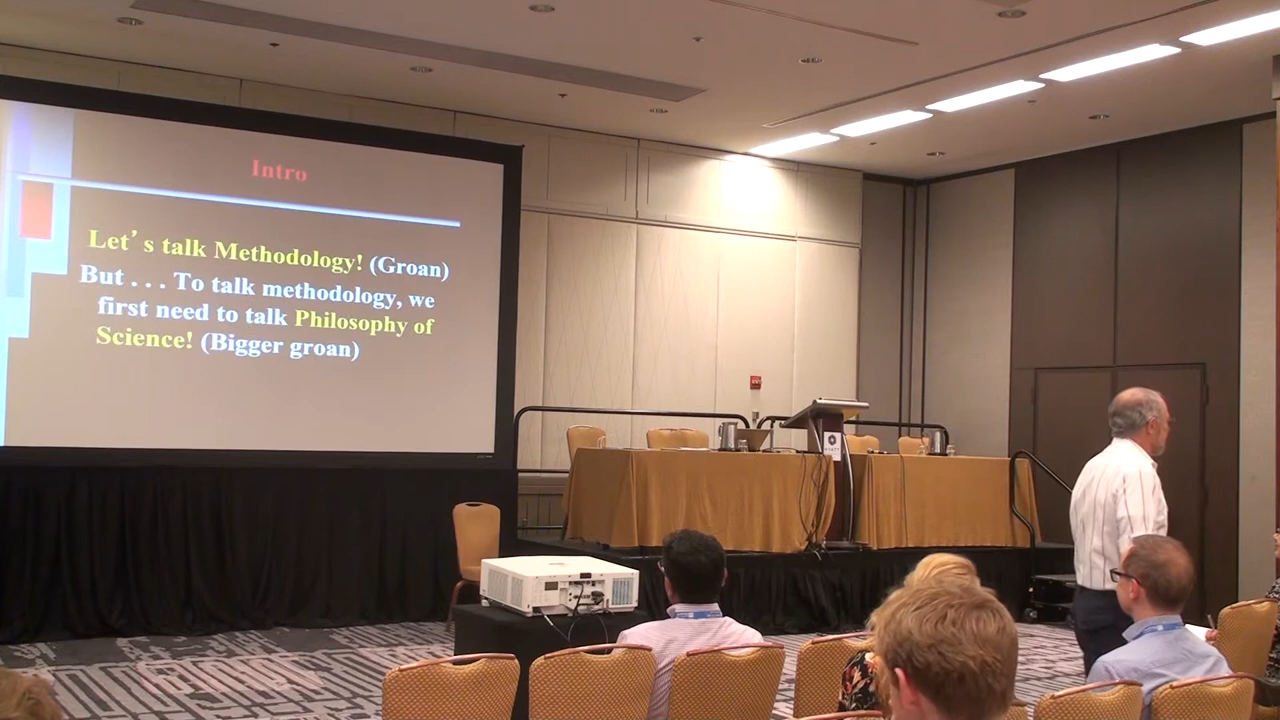 Intro
Let’s talk Methodology! (Groan)
But . . . To talk methodology, we
first need to talk Philosophy of
Science! (Bigger groan)
HYATT